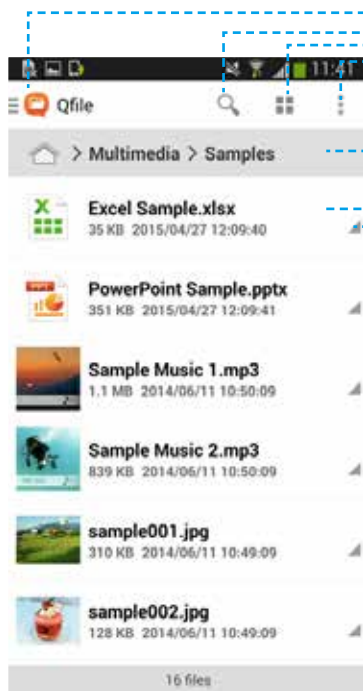 11:41
Qfile
> Multimedia > Samples
Excel Sample.xlsx
35 KB 2015/04/27 12:09:40
PowerPoint Sample.pptx
351 KB 2015/04/27 12:09:41
Sample Music 1.mp3
1.1 MB 2014/06/11 10:50:09
Sample Music 2.mp3
839 KB 2014/06/11 10:50:09
sample001.jpg
310 KB 2014/06/11 10:49:09
sample002.jpg
128 KB 2014/06/11 10:49:09
16 files